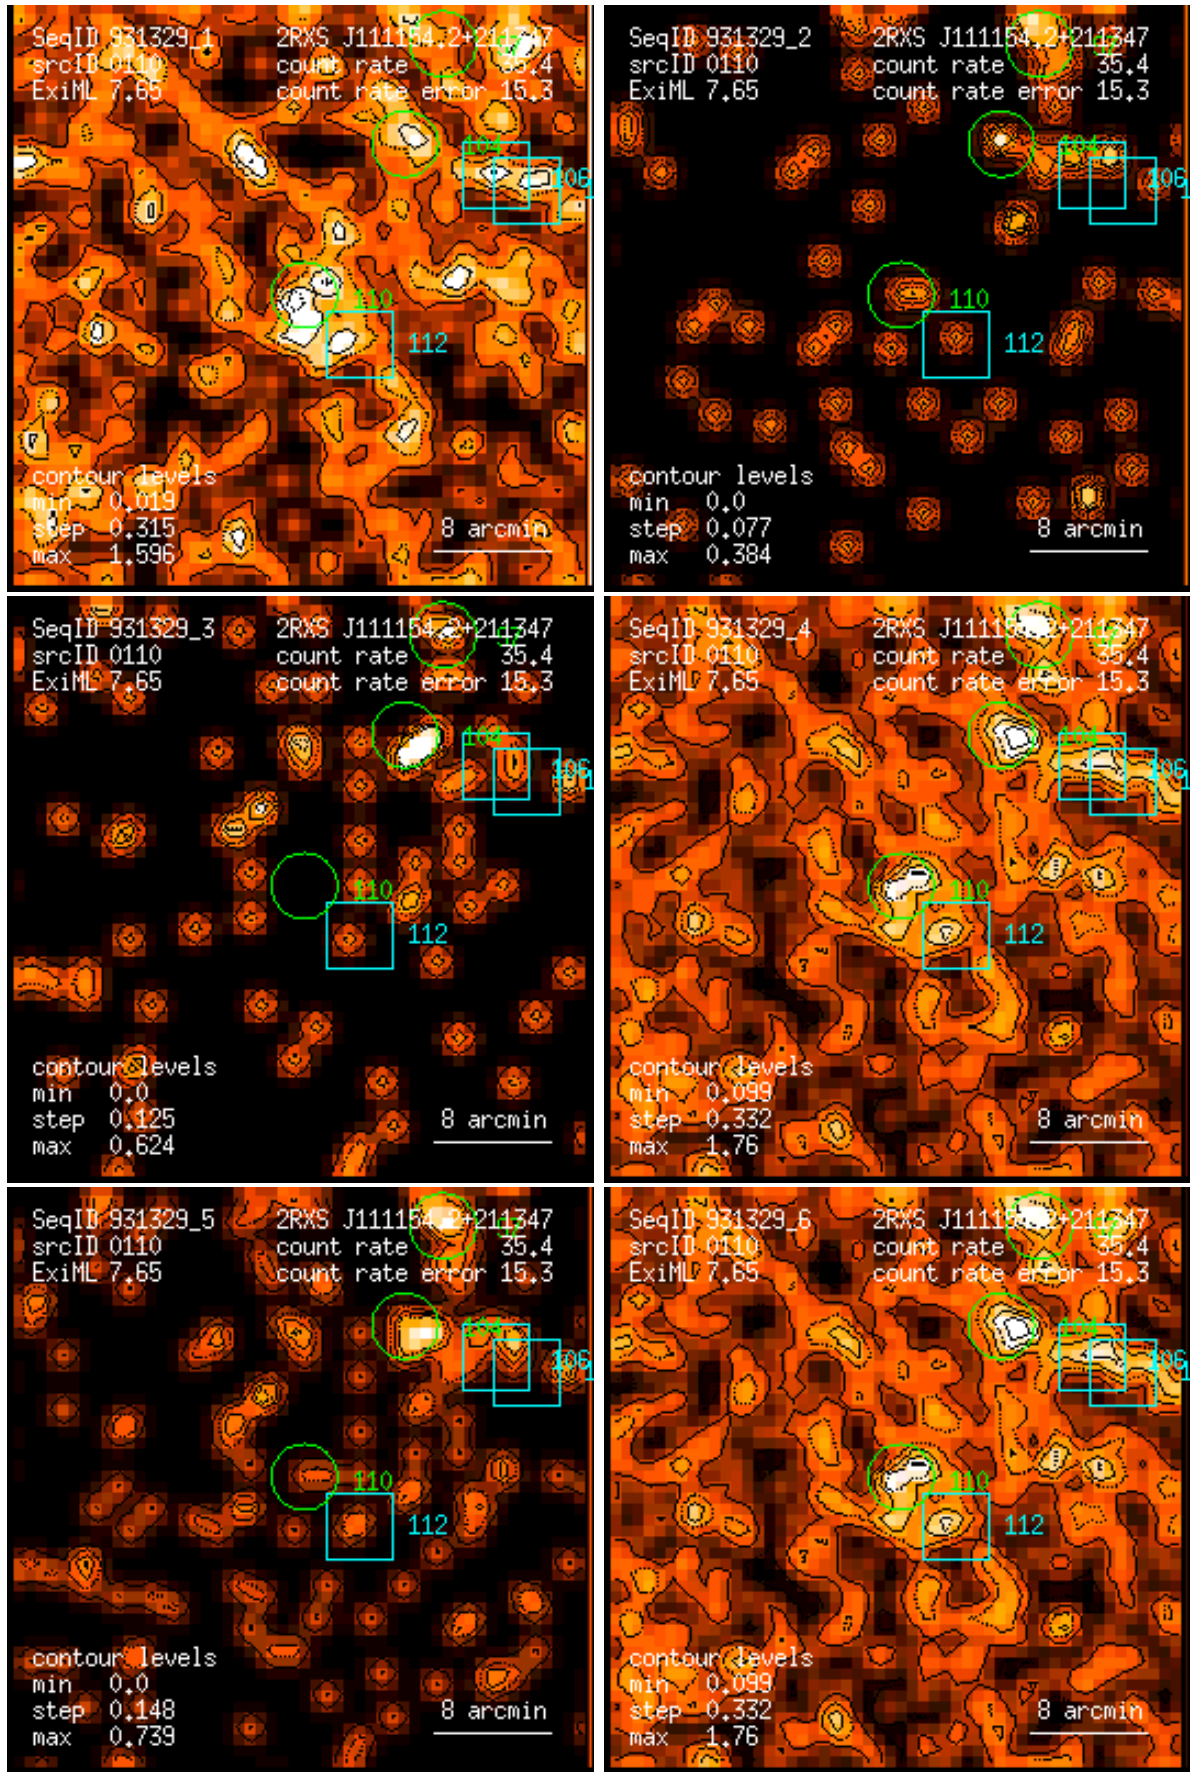 SeqID 931329_1 2RXS J111154.2+211347
srcID 0110 count rate 35.4
ExiML 7.65 count rate error 15.3
104
106
110
112
contour levels
min 0.019
step 0.315 8 arcmin
max 1.596
SeqID 931329_2 2RXS J111154.2+211347
srcID 0110 count rate 35.4
ExiML 7.65 count rate error 15.3
104
106
110
112
contour levels
min 0.0
step 0.077 8 arcmin
max 0.384
SeqID 931329_3 2RXS J111154.2+211347
srcID 0110 count rate 35.4
ExiML 7.65 count rate error 15.3
104
106
110
112
contour levels
min 0.0
step 0.125 8 arcmin
max 0.624
SeqID 931329_4 2RXS J111154.2+211347
srcID 0110 count rate 35.4
ExiML 7.65 count rate error 15.3
104
106
110
112
contour levels
min 0.099
step 0.332 8 arcmin
max 1.76
SeqID 931329_5 2RXS J111154.2+211347
srcID 0110 count rate 35.4
ExiML 7.65 count rate error 15.3
104
106
110
112
contour levels
min 0.0
step 0.148 8 arcmin
max 0.739
SeqID 931329_6 2RXS J111154.2+211347
srcID 0110 count rate 35.4
ExiML 7.65 count rate error 15.3
104
106
110
112
contour levels
min 0.099
step 0.332 8 arcmin
max 1.76